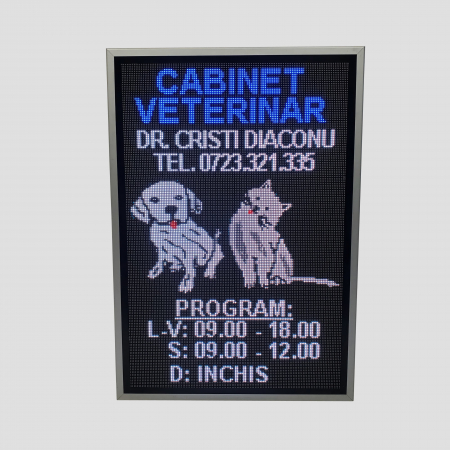 CABINET
VETERINAR
DR. CRISTI DIACONU
TEL. 0723.321.335
PROGRAM:
L-V: 09.00 - 18.00
S: 09.00 - 12.00
D: INCHIS